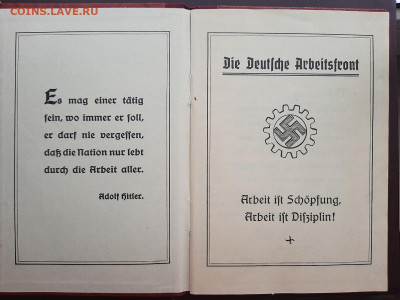 COINS.LAVE.RU
Es mag einer tätig
sein, wo immer er soll,
er darf nie vergessen,
daß die Nation nur lebt
durch die Arbeit aller.
Adolf Hitler.
Die Deutsche Arbeitsfront
Arbeit ist Schöpfung,
Arbeit ist Disziplin!